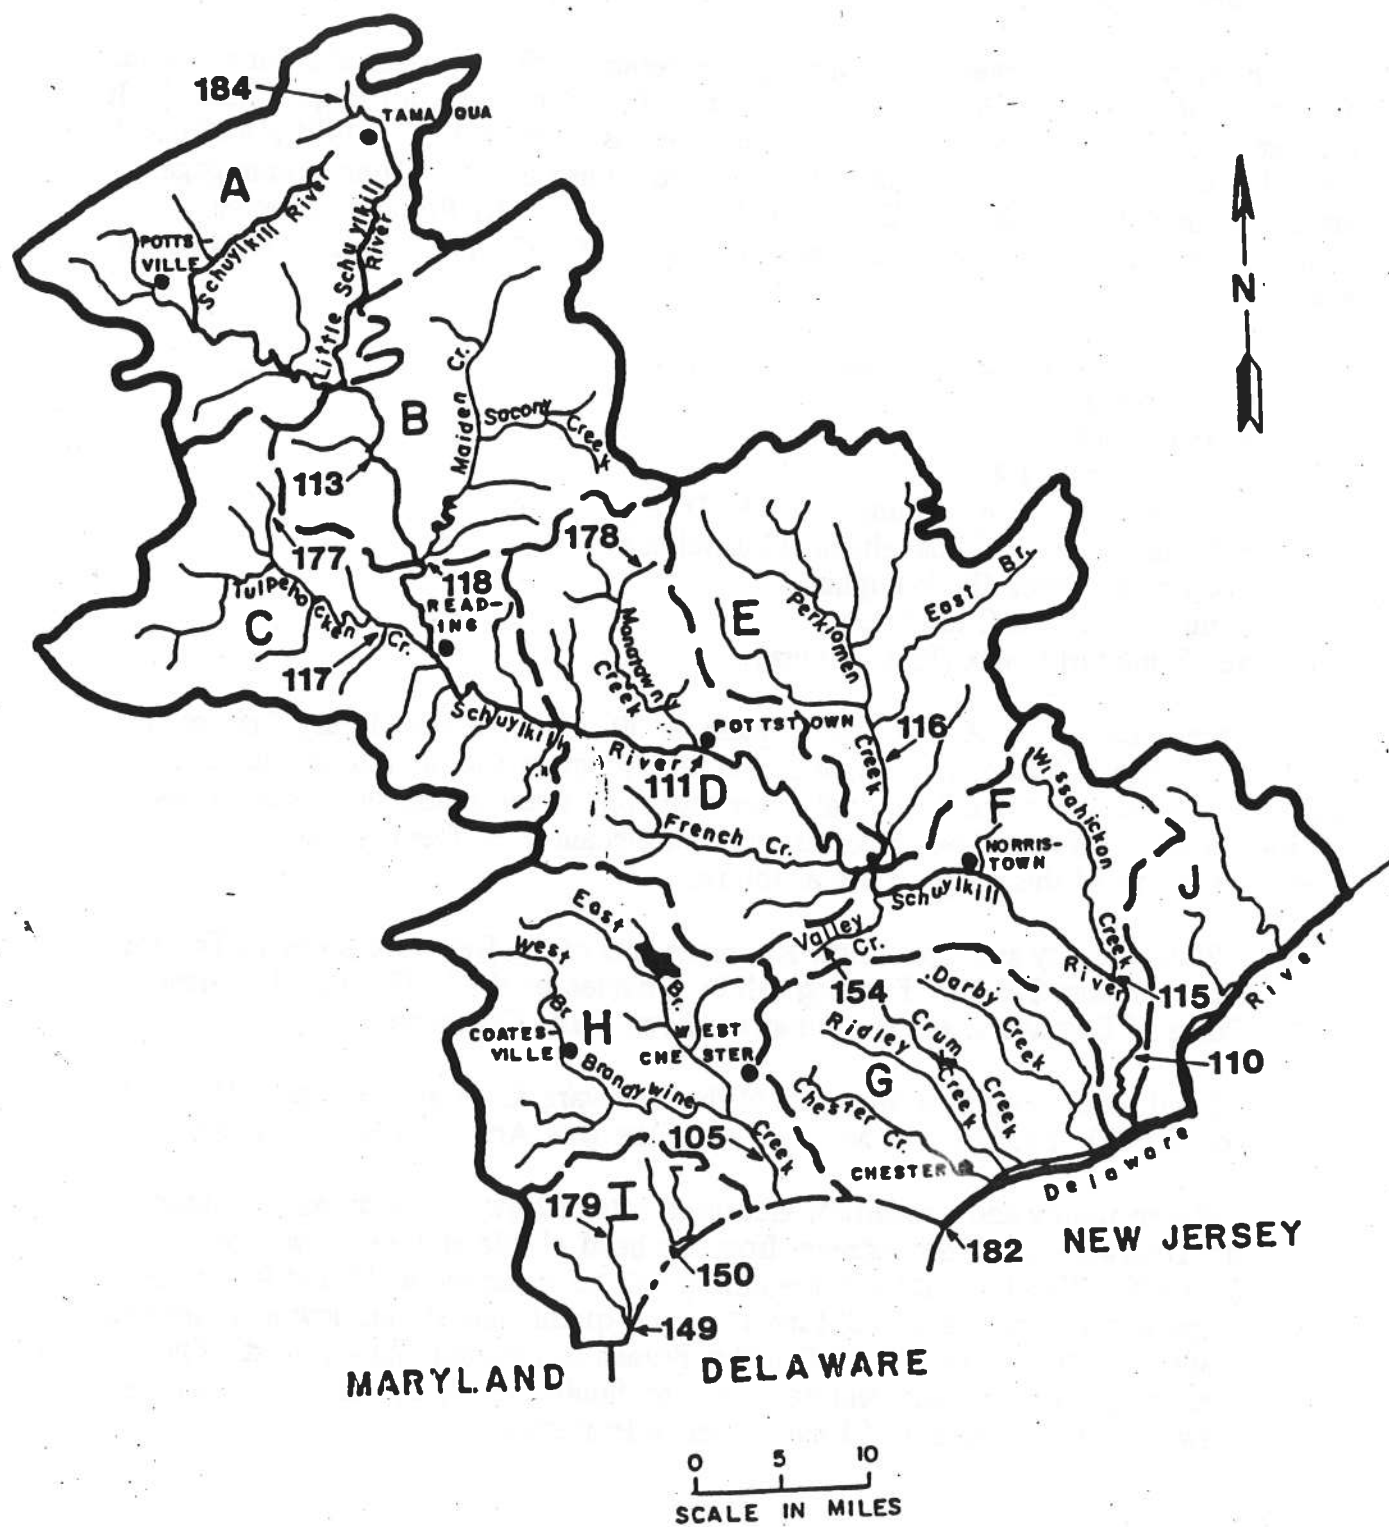 184
TAMAQUA
A
POTTS-
VILLE
Schuylkill River
Little Schuylkill
River
N
B
Maiden Cr.
Sacony
Creek
113
177
178
118
READ-
ING
Tulpehocken Cr.
C
117
Manatawny
Creek
E
Perkiomen
Creek
East Br.
116
Schuylkill River
POTTSTOWN
111
D
French Cr.
F
NORRIS-
TOWN
Wissahickon
Creek
J
Schuylkill
River
Valley
Cr.
154
115
110
River
East
Br.
West
Br.
H
COATES-
VILLE
WEST
CHESTER
Brandywine
Creek
105
Darby
Creek
Crum
Creek
Ridley
Creek
G
Chester Cr.
CHESTER
Delaware
179
I
150
149
182
NEW JERSEY
MARYLAND
DELAWARE
0 5 10
SCALE IN MILES